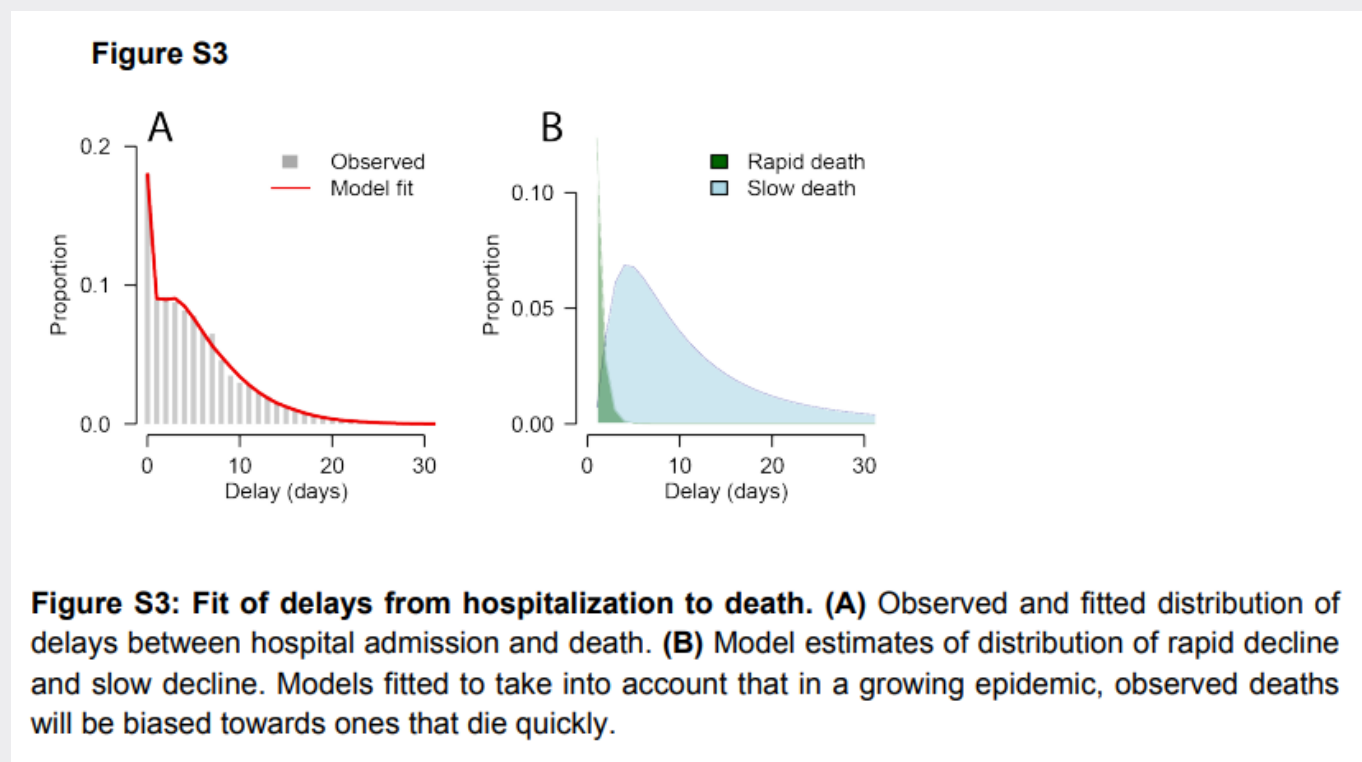 Figure S3
A
0.2
0.1
0.0
Proportion
Observed
Model fit
0 10 20 30
Delay (days)
B
0.10
0.05
0.00
Proportion
Rapid death
Slow death
0 10 20 30
Delay (days)
Figure S3: Fit of delays from hospitalization to death. (A) Observed and fitted distribution of
delays between hospital admission and death. (B) Model estimates of distribution of rapid decline
and slow decline. Models fitted to take into account that in a growing epidemic, observed deaths
will be biased towards ones that die quickly.